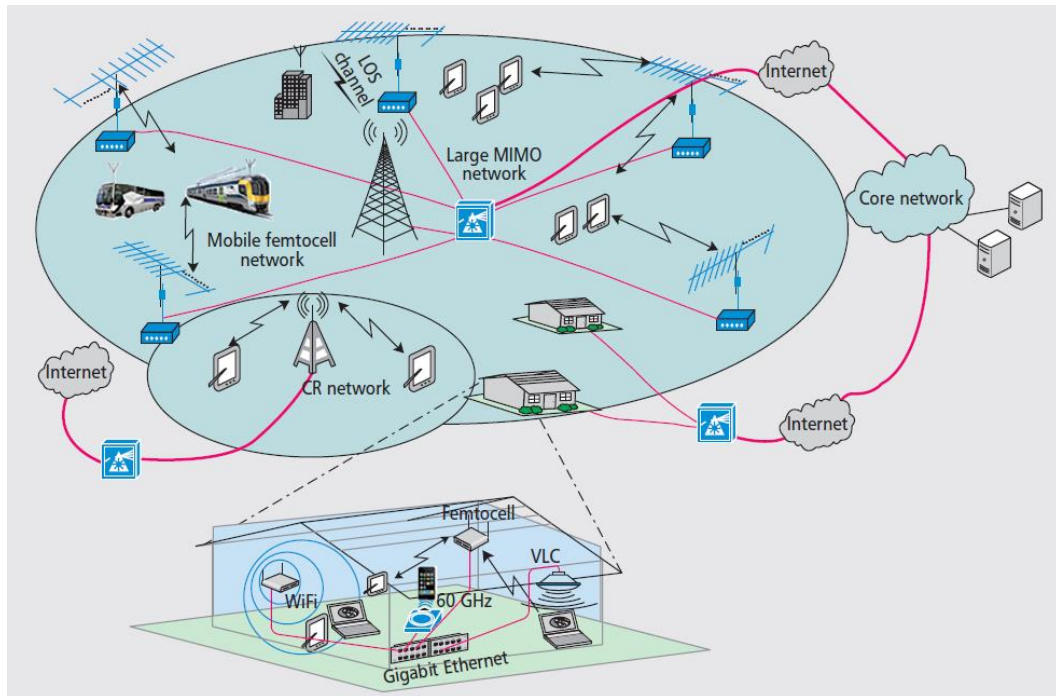 Internet
LOS
channel
Large MIMO
network
Core network
Mobile femtocell
network
Internet
CR network
Internet
Femtocell
VLC
WiFi
60 GHz
Gigabit Ethernet